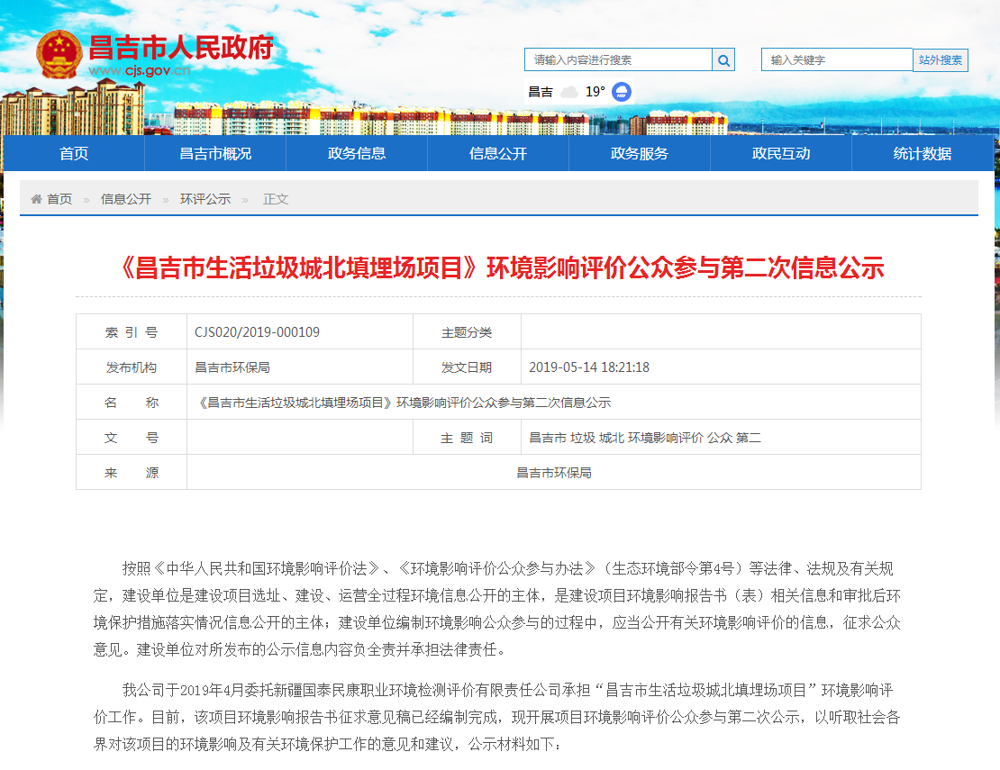 昌吉市人民政府
www.cjs.gov.cn
请输入内容进行搜索
输入关键字 站外搜索
昌吉 19°
首页 昌吉市概况 政务信息 信息公开 政务服务 政民互动 统计数据
首页 » 信息公开 » 环评公示 » 正文
《昌吉市生活垃圾城北填埋场项目》环境影响评价公众参与第二次信息公示
索 引 号 CJS020/2019-000109 主题分类
发布机构 昌吉市环保局 发文日期 2019-05-14 18:21:18
名 称 《昌吉市生活垃圾城北填埋场项目》环境影响评价公众参与第二次信息公示
文 号 主 题 词 昌吉市 垃圾 城北 环境影响评价 公众 第二
来 源 昌吉市环保局
按照《中华人民共和国环境影响评价法》、《环境影响评价公众参与办法》（生态环境部令第4号）等法律、法规及有关规
定，建设单位是建设项目选址、建设、运营全过程环境信息公开的主体，是建设项目环境影响报告书（表）相关信息和审批后环
境保护措施落实情况信息公开的主体；建设单位编制环境影响公众参与的过程中，应当公开有关环境影响评价的信息，征求公众
意见。建设单位对所发布的公示信息内容负全责并承担法律责任。
我公司于2019年4月委托新疆国泰民康职业环境检测评价有限责任公司承担“昌吉市生活垃圾城北填埋场项目”环境影响评
价工作。目前，该项目环境影响报告书征求意见稿已经编制完成，现开展项目环境影响评价公众参与第二次公示，以听取社会各
界对该项目的环境影响及有关环境保护工作的意见和建议，公示材料如下：